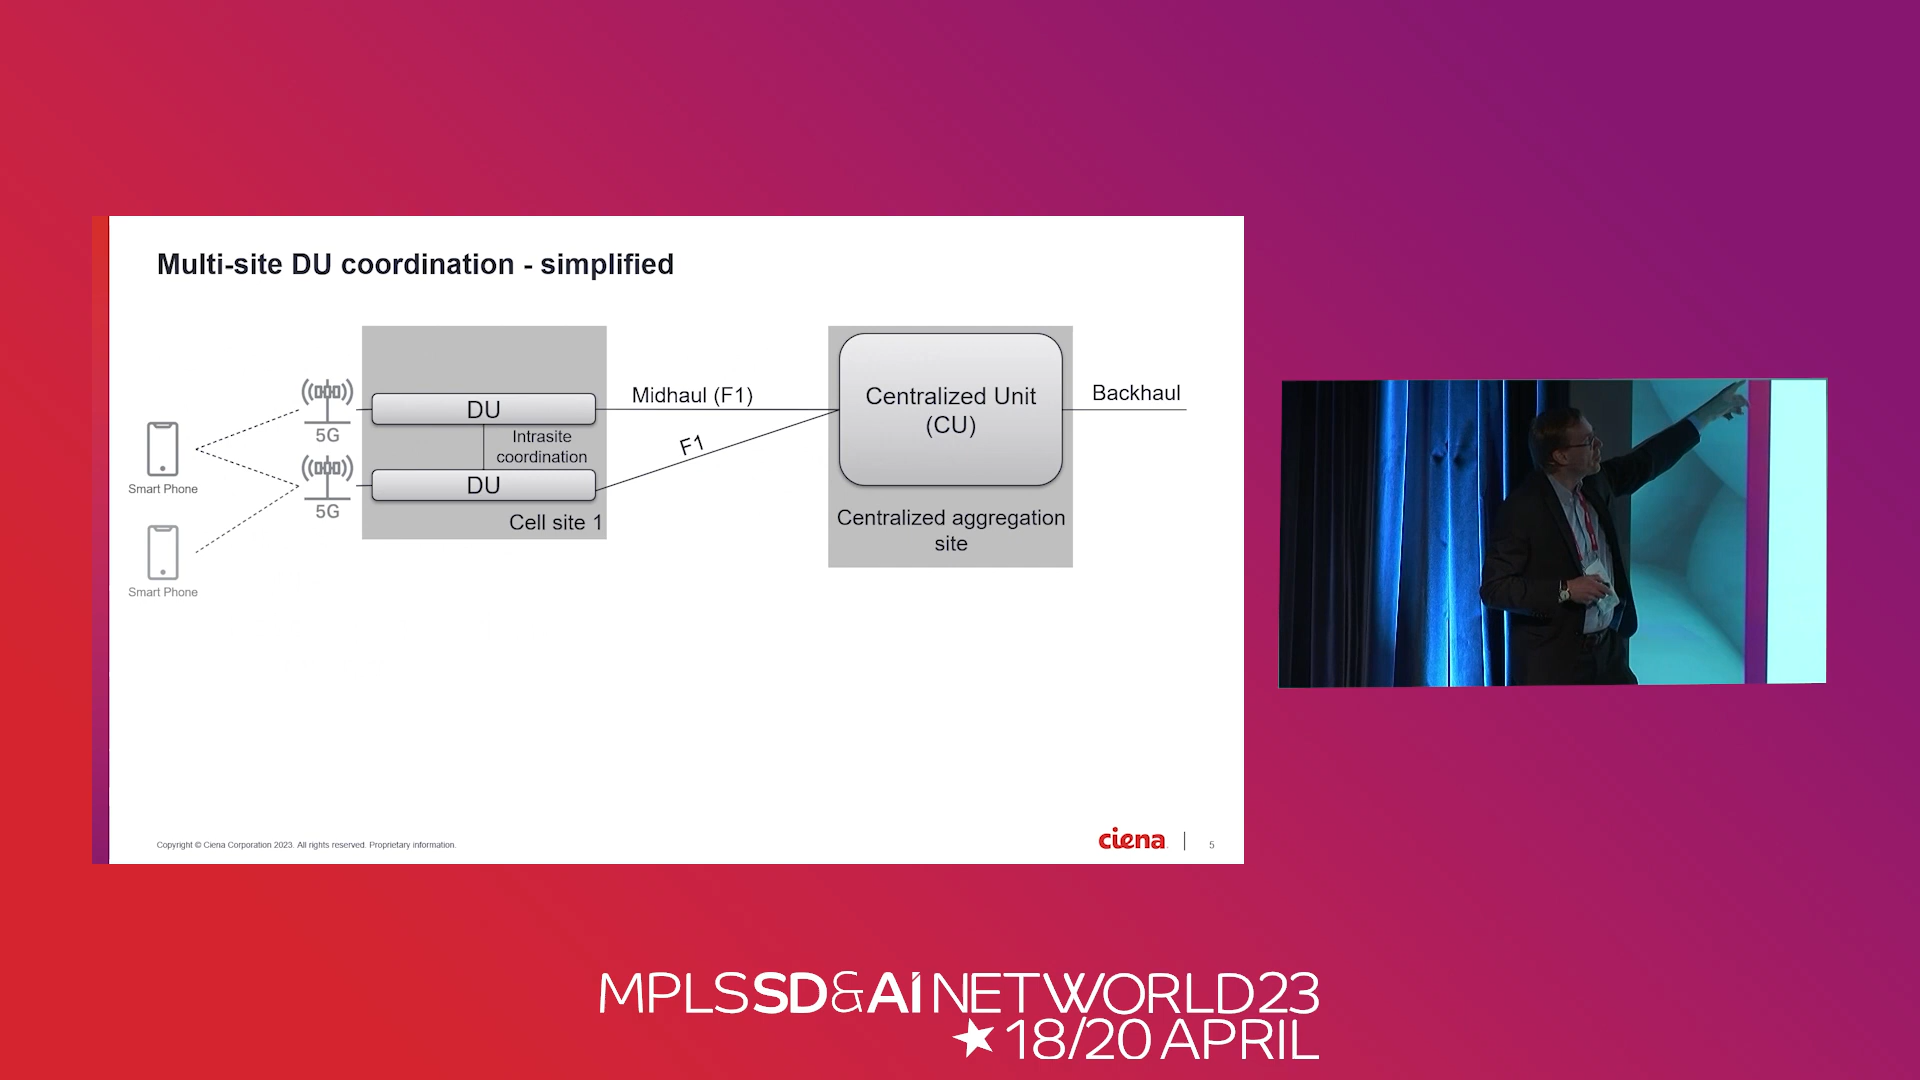 Multi-site DU coordination - simplified
5G
DU
Midhaul (F1)
Centralized Unit
(CU)
Backhaul
Intrasite
coordination
F1
Smart Phone
5G
DU
Cell site 1
Centralized aggregation
site
Smart Phone
Copyright © Ciena Corporation 2023. All rights reserved. Proprietary information.
ciena
5
MPLSSD&AI NETWORLD23
18/20 APRIL